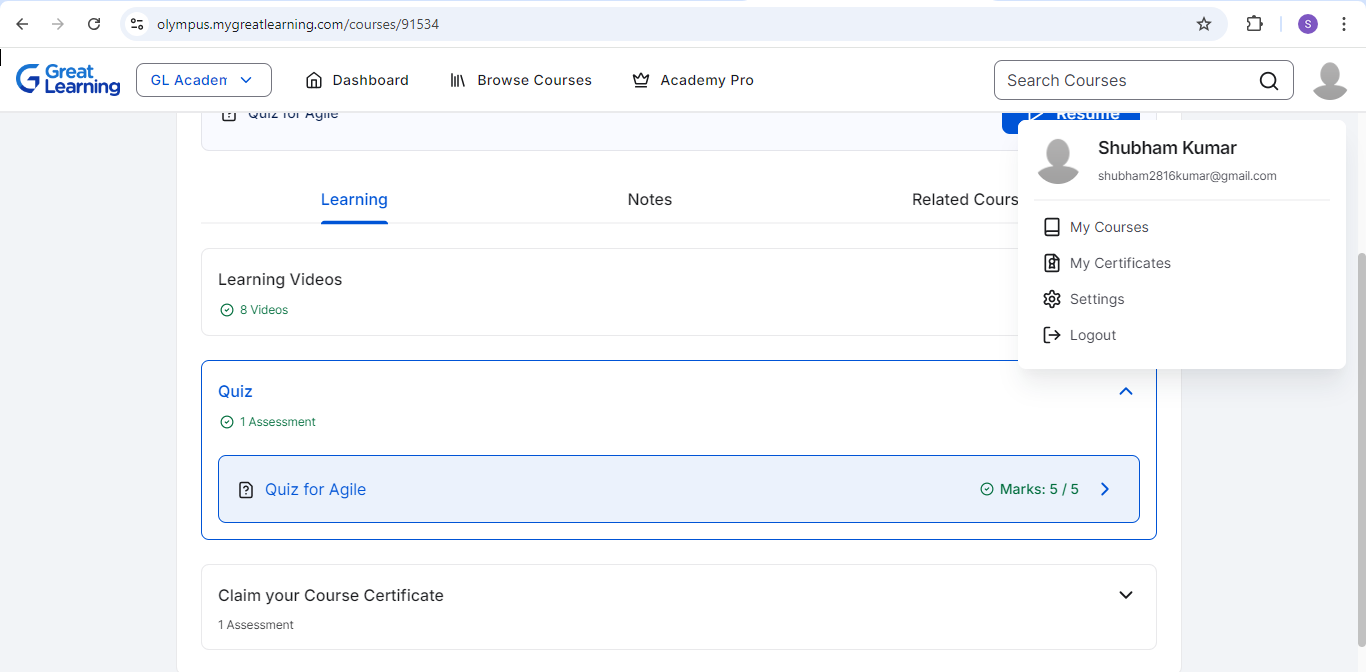 olympus.mygreatlearning.com/courses/91534
S
Great
Learning
GL Academ
Dashboard
Browse Courses
Academy Pro
Search Courses
Quiz for Agile
Resume
Shubham Kumar
shubham2816kumar@gmail.com
My Courses
My Certificates
Settings
Logout
Learning
Notes
Related Cours
Learning Videos
8 Videos
Quiz
1 Assessment
Quiz for Agile
Marks: 5 / 5
Claim your Course Certificate
1 Assessment